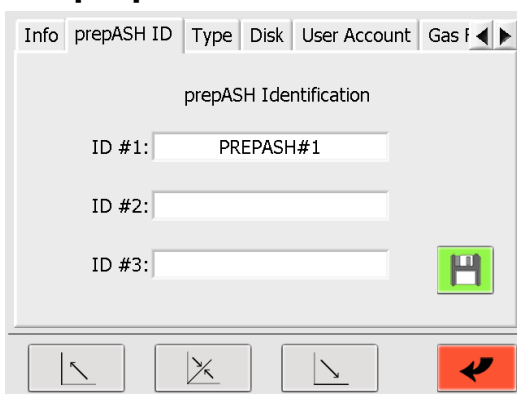 Info prepASH ID Type Disk User Account Gas
prepASH Identification
ID #1: PREPASH#1
ID #2:
ID #3: